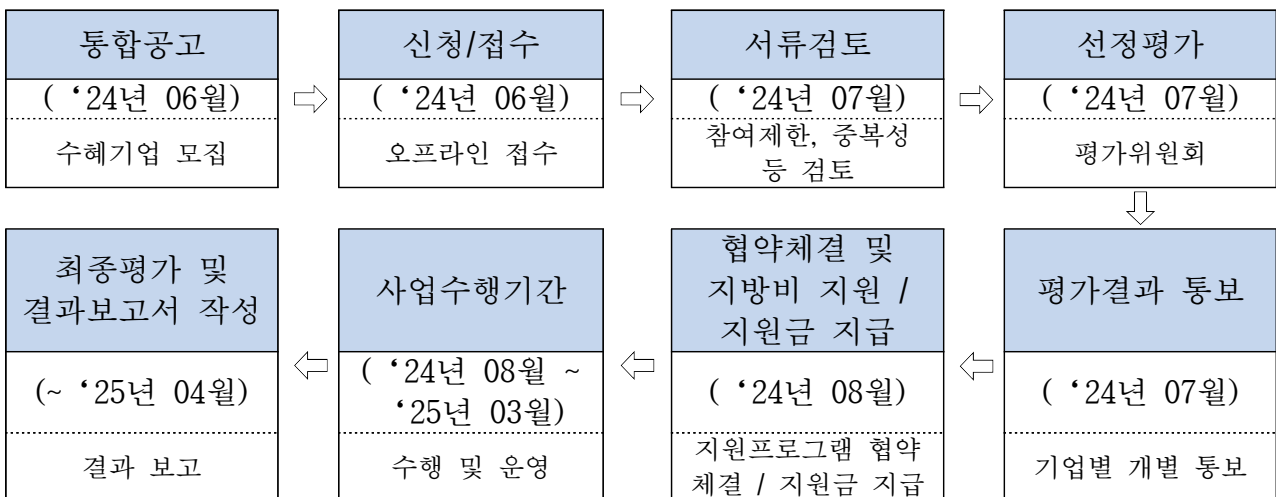 통합공고
( ‘24년 06월)
수혜기업 모집
신청/접수
( ‘24년 06월)
오프라인 접수
서류검토
( ‘24년 07월)
참여제한, 중복성
등 검토
선정평가
( ‘24년 07월)
평가위원회
평가결과 통보
( ‘24년 07월)
기업별 개별 통보
협약체결 및
지방비 지원 /
지원금 지급
( ‘24년 08월)
지원프로그램 협약
체결 / 지원금 지급
사업수행기간
( ‘24년 08월 ~
‘25년 03월)
수행 및 운영
최종평가 및
결과보고서 작성
(~ ‘25년 04월)
결과 보고